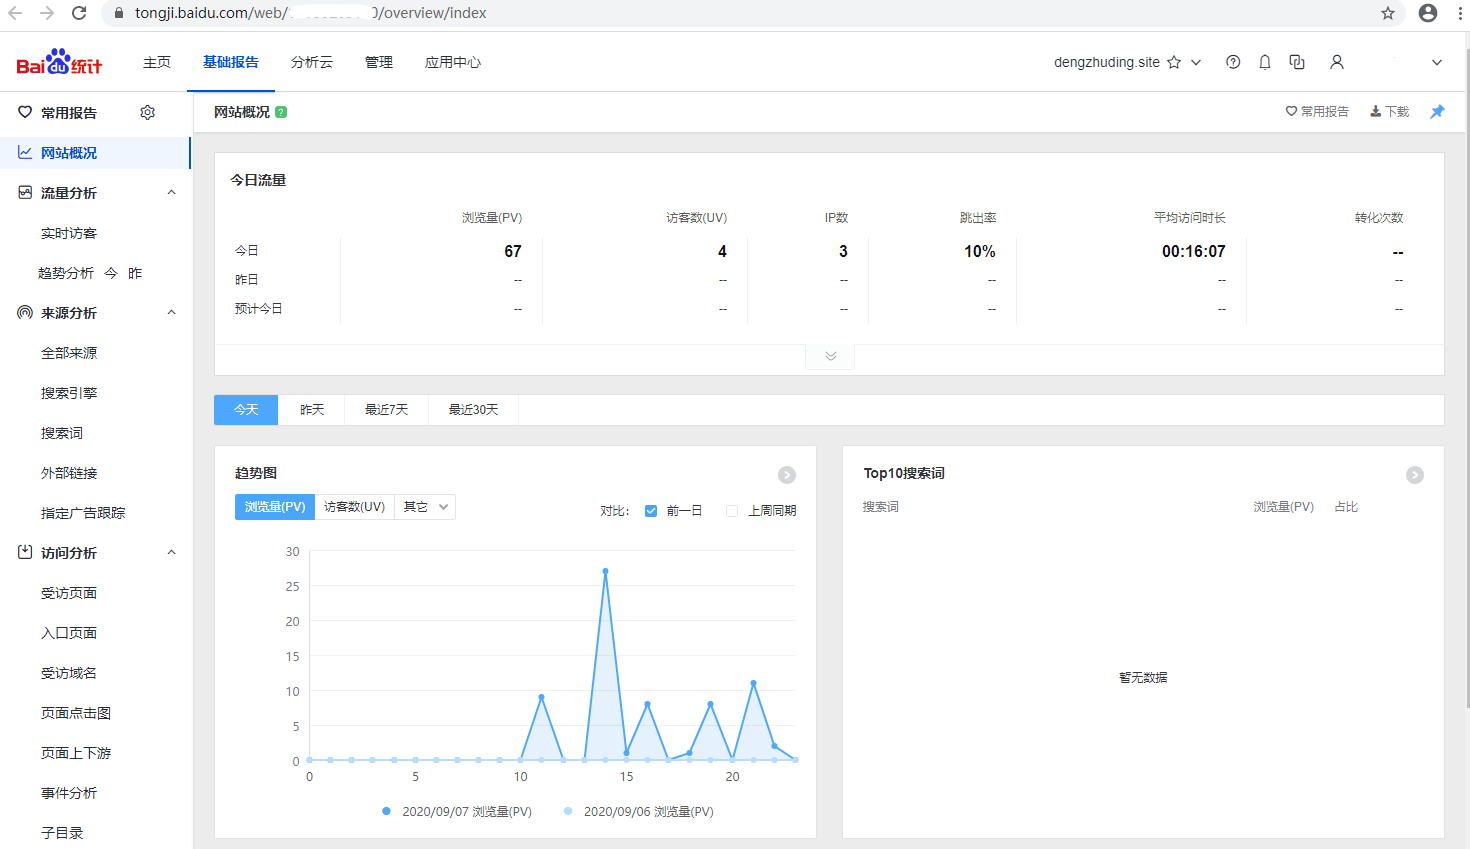 tongji.baidu.com/web/ 0/overview/index
Bai du 统计 主页 基础报告 分析云 管理 应用中心 dengzhuding.site
常用报告
网站概况
流量分析
实时访客
趋势分析 今 昨
来源分析
全部来源
搜索引擎
搜索词
外部链接
指定广告跟踪
访问分析
受访页面
入口页面
受访域名
页面点击图
页面上下游
事件分析
子目录
网站概况 ? 常用报告 下载
今日流量
浏览量(PV) 访客数(UV) IP数 跳出率 平均访问时长 转化次数
今日 67 4 3 10% 00:16:07 --
昨日 -- -- -- -- -- --
预计今日 -- -- -- -- -- --
今天 昨天 最近7天 最近30天
趋势图
浏览量(PV) 访客数(UV) 其它 对比： 前一日 上周同期
30
25
20
15
10
5
0
0 5 10 15 20
2020/09/07 浏览量(PV) 2020/09/06 浏览量(PV)
Top10搜索词
搜索词 浏览量(PV) 占比
暂无数据